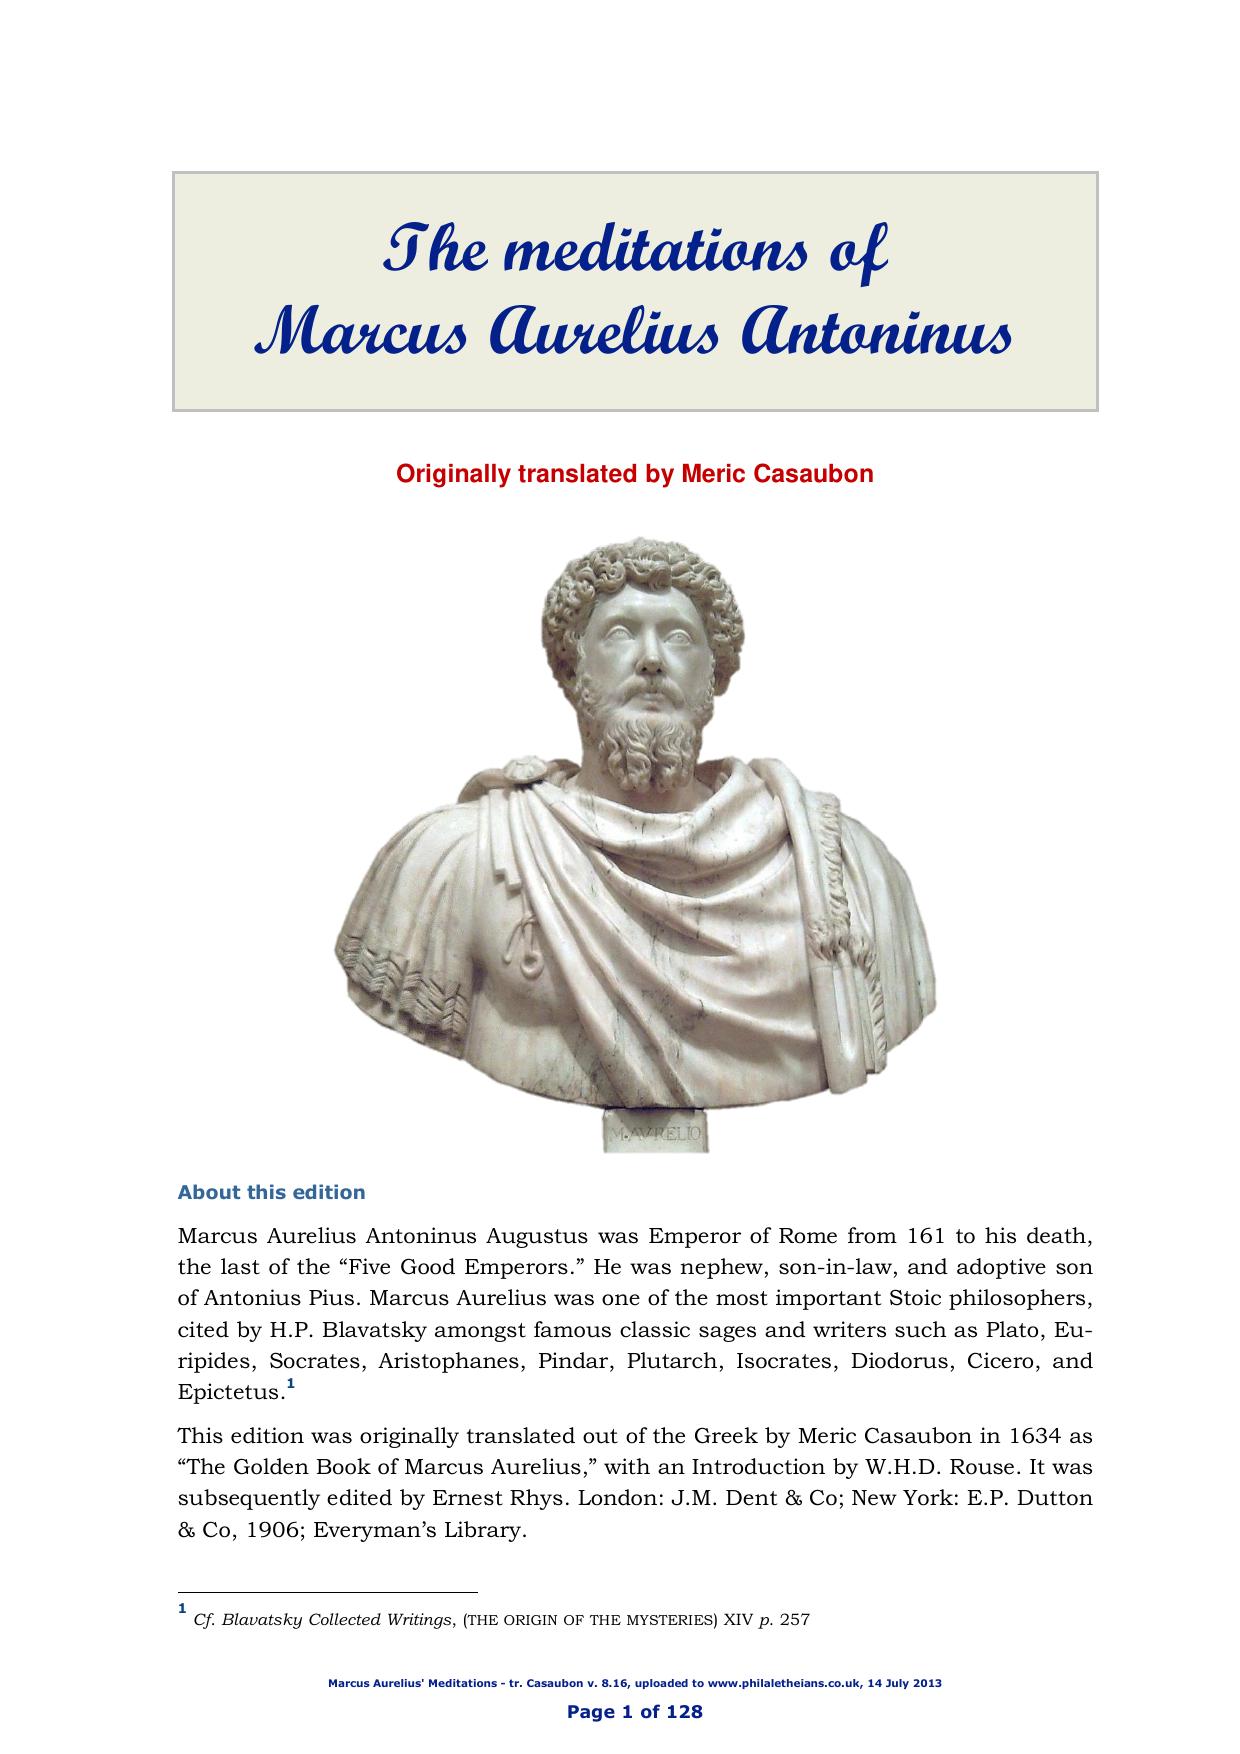 The meditations of
Marcus Aurelius Antoninus
Originally translated by Meric Casaubon
M.AVRELIO
About this edition
Marcus Aurelius Antoninus Augustus was Emperor of Rome from 161 to his death,
the last of the “Five Good Emperors.” He was nephew, son-in-law, and adoptive son
of Antonius Pius. Marcus Aurelius was one of the most important Stoic philosophers,
cited by H.P. Blavatsky amongst famous classic sages and writers such as Plato, Eu-
ripides, Socrates, Aristophanes, Pindar, Plutarch, Isocrates, Diodorus, Cicero, and
Epictetus.1
This edition was originally translated out of the Greek by Meric Casaubon in 1634 as
“The Golden Book of Marcus Aurelius,” with an Introduction by W.H.D. Rouse. It was
subsequently edited by Ernest Rhys. London: J.M. Dent & Co; New York: E.P. Dutton
& Co, 1906; Everyman’s Library.
1 Cf. Blavatsky Collected Writings, (THE ORIGIN OF THE MYSTERIES) XIV p. 257
Marcus Aurelius' Meditations - tr. Casaubon v. 8.16, uploaded to www.philaletheians.co.uk, 14 July 2013
Page 1 of 128